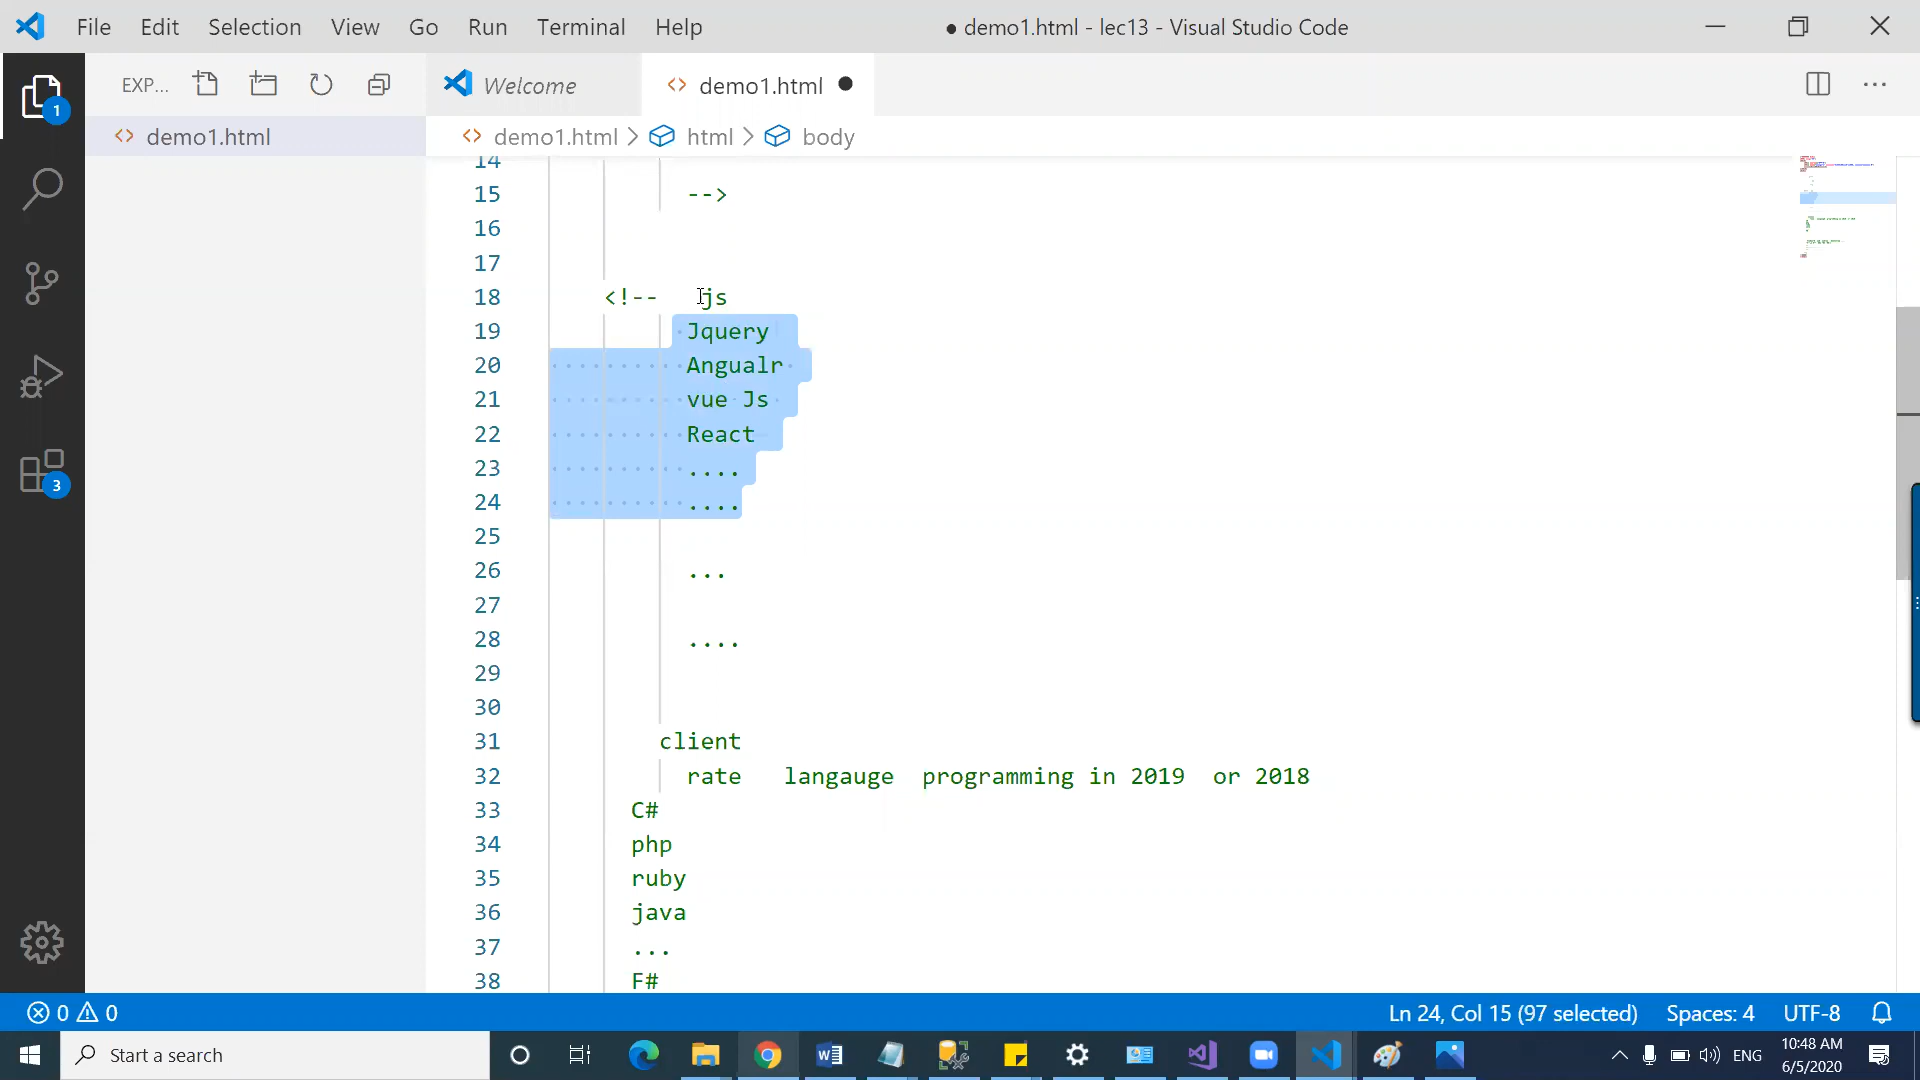 File Edit Selection View Go Run Terminal Help
● demo1.html - lec13 - Visual Studio Code
EXP...
Welcome
demo1.html
1
demo1.html
demo1.html > html > body
14
15 -->
16
17
18 <!-- js
19 Jquery
20 Angualr
21 vue Js
22 React
23 ....
24 ....
25
26 ...
27
28 ....
29
30
31 client
32 rate langauge programming in 2019 or 2018
33 C#
34 php
35 ruby
36 java
37 ...
38 F#
3
0 0
Ln 24, Col 15 (97 selected) Spaces: 4 UTF-8
Start a search
ENG
10:48 AM
6/5/2020